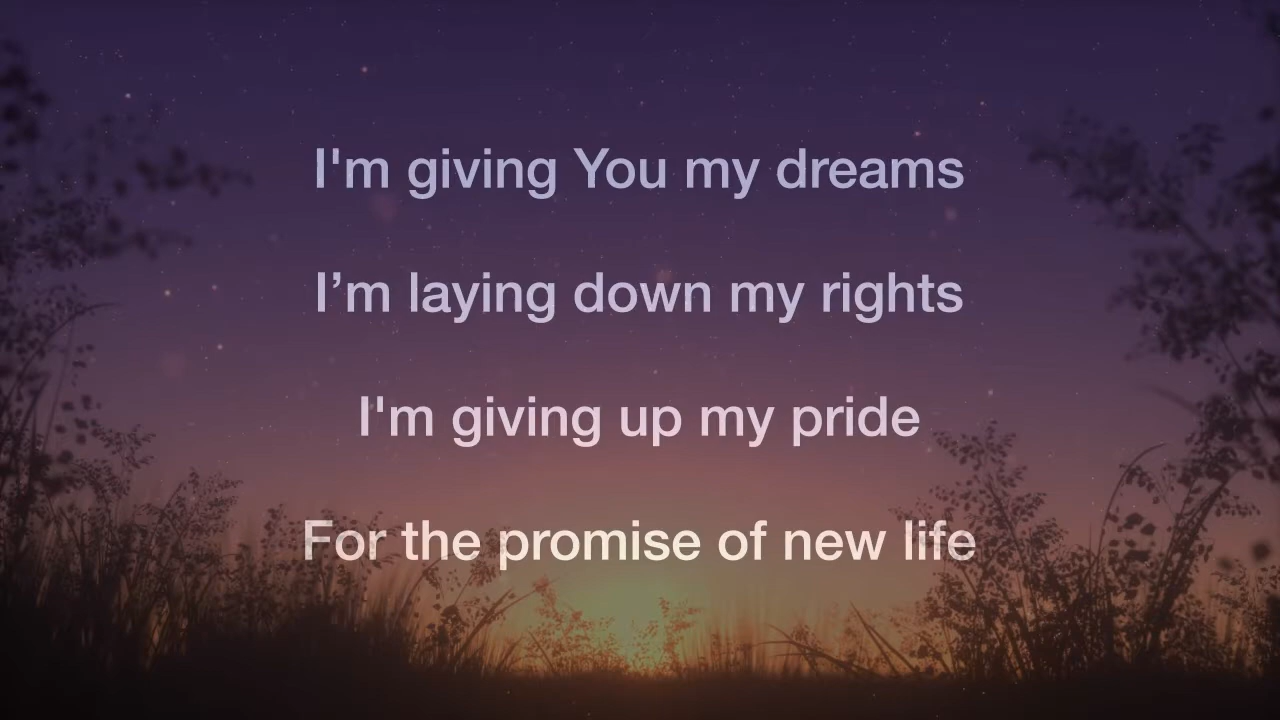 I'm giving You my dreams
I’m laying down my rights
I'm giving up my pride
For the promise of new life